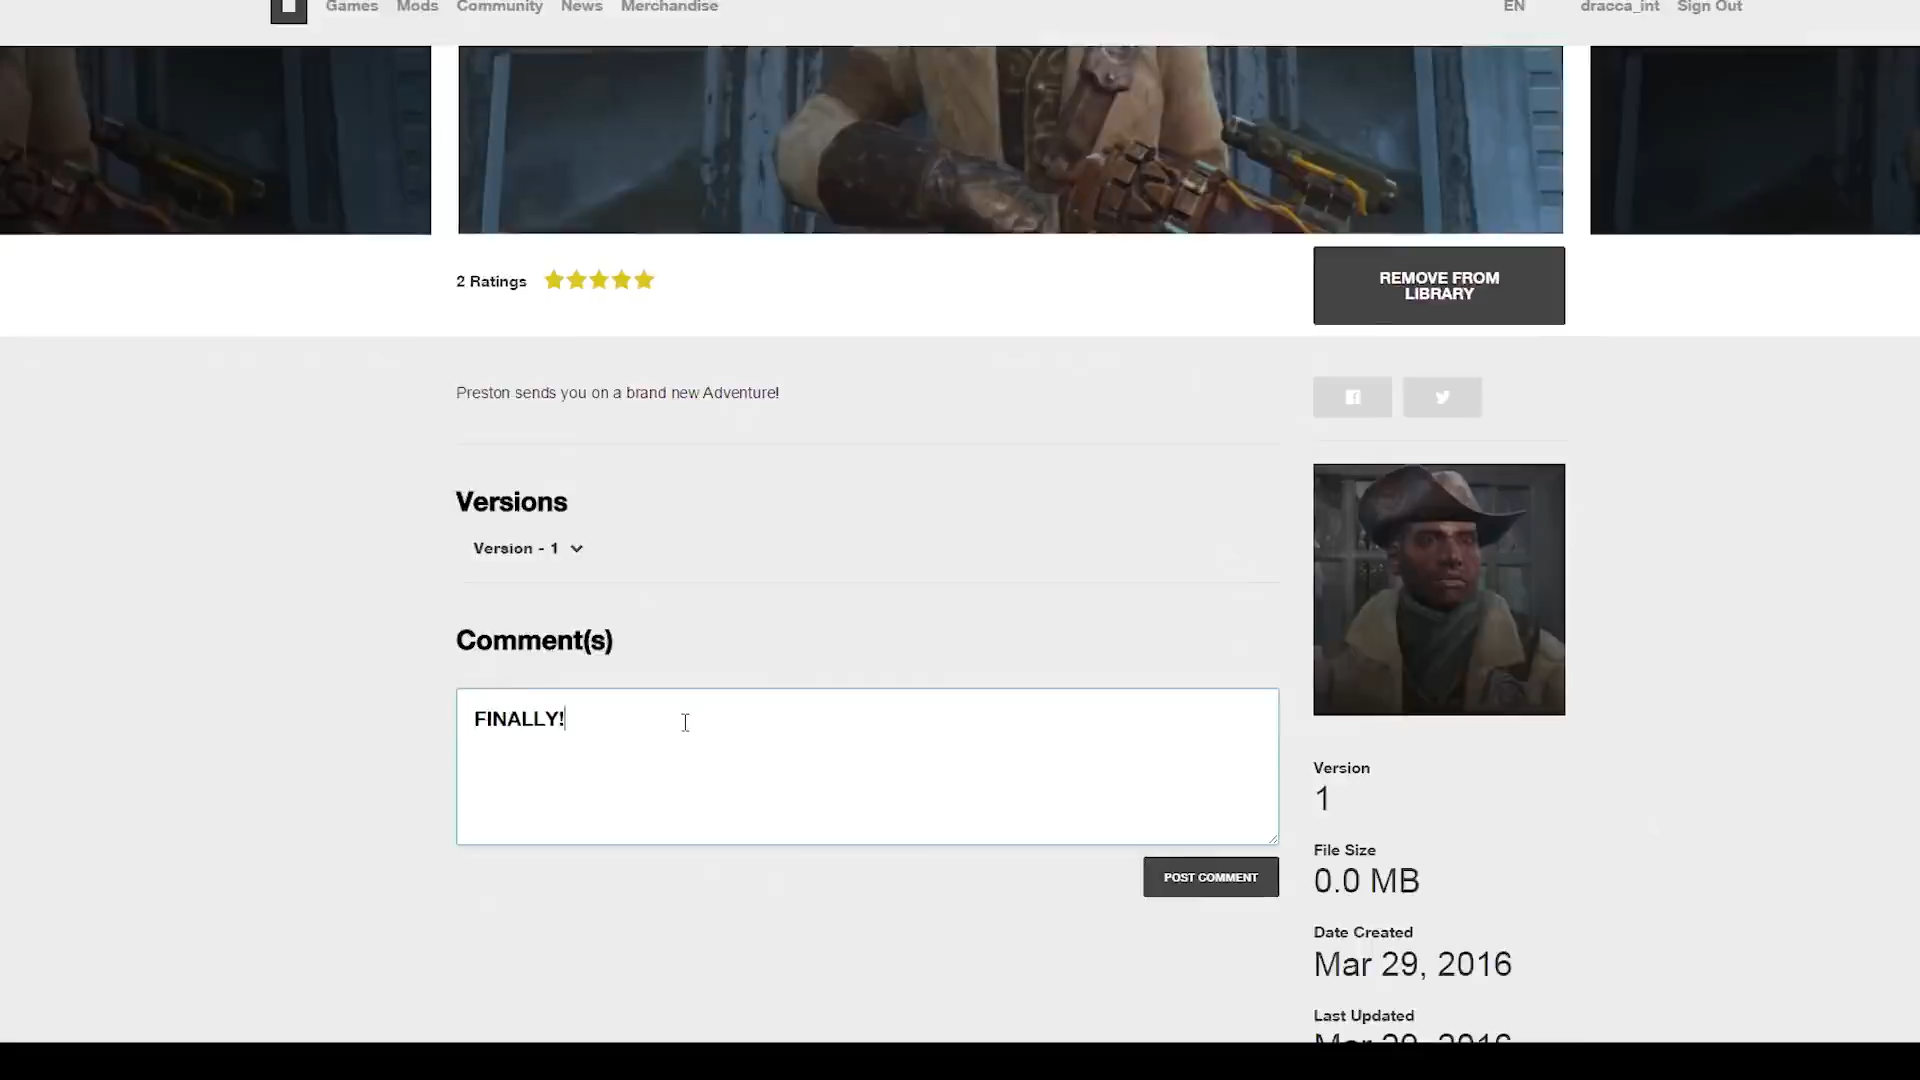 Games Mods Community News Merchandise EN dracca_int Sign Out
2 Ratings
REMOVE FROM
LIBRARY
Preston sends you on a brand new Adventure!
Versions
Version - 1
Comment(s)
FINALLY!
POST COMMENT
Version
1
File Size
0.0 MB
Date Created
Mar 29, 2016
Last Updated